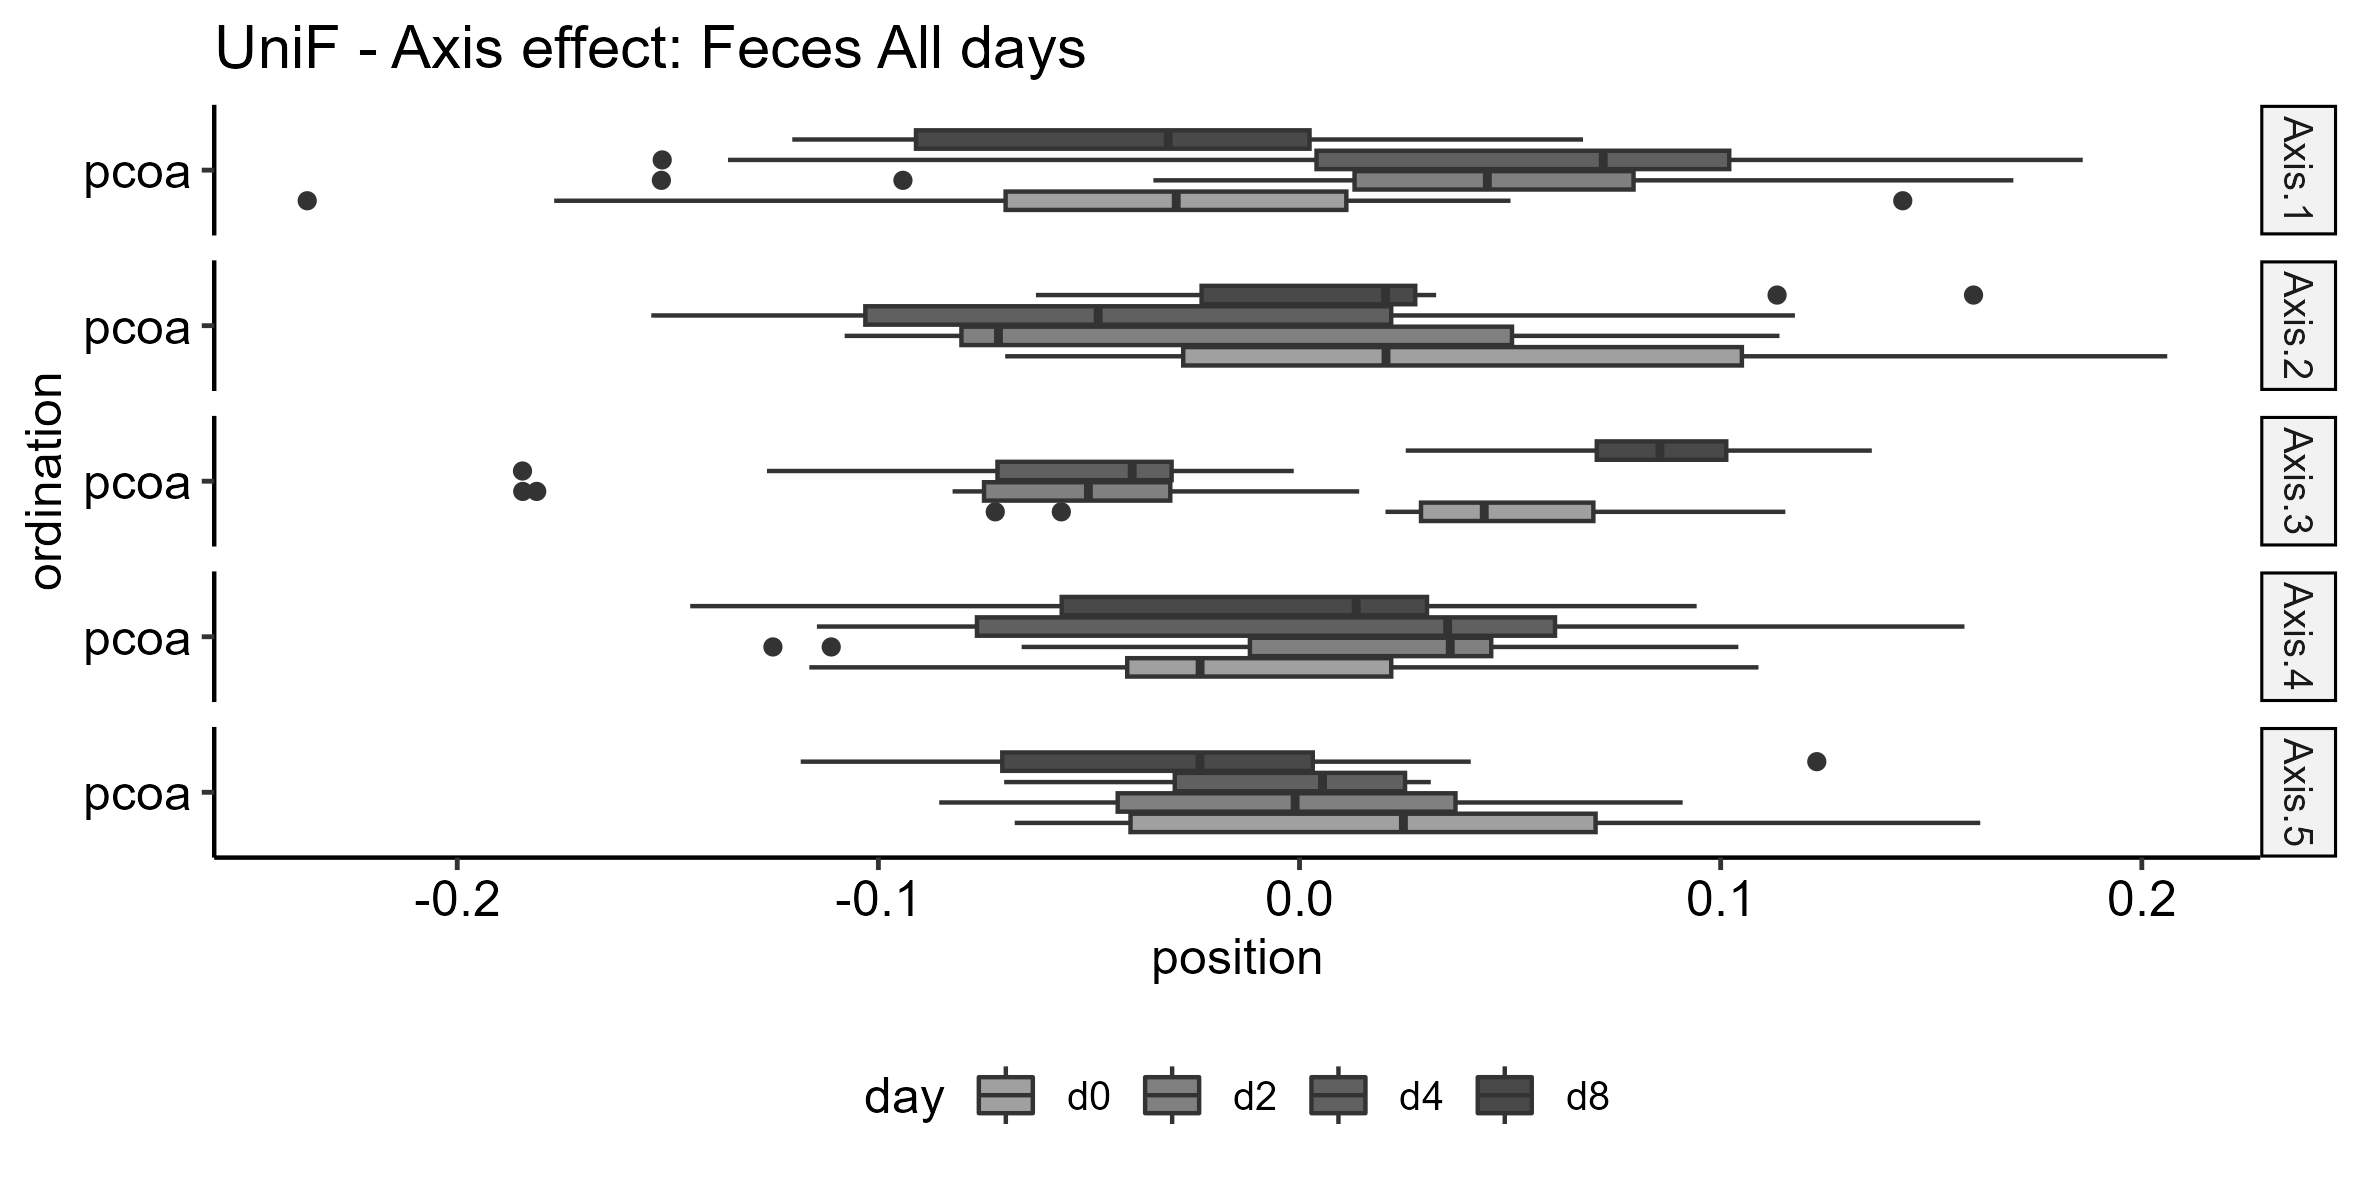 UniF - Axis effect: Feces All days
ordination
pcoa
Axis.1
pcoa
Axis.2
pcoa
Axis.3
pcoa
Axis.4
pcoa
Axis.5
-0.2 -0.1 0.0 0.1 0.2
position
day d0 d2 d4 d8